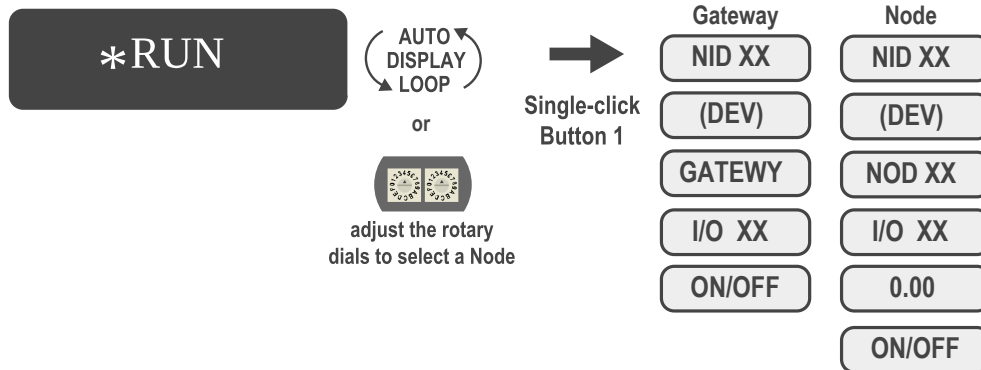 *RUN
AUTO
DISPLAY
LOOP
or
adjust the rotary
dials to select a Node
Single-click
Button 1
Gateway
NID XX
(DEV)
GATEWY
I/O XX
ON/OFF
Node
NID XX
(DEV)
NOD XX
I/O XX
0.00
ON/OFF